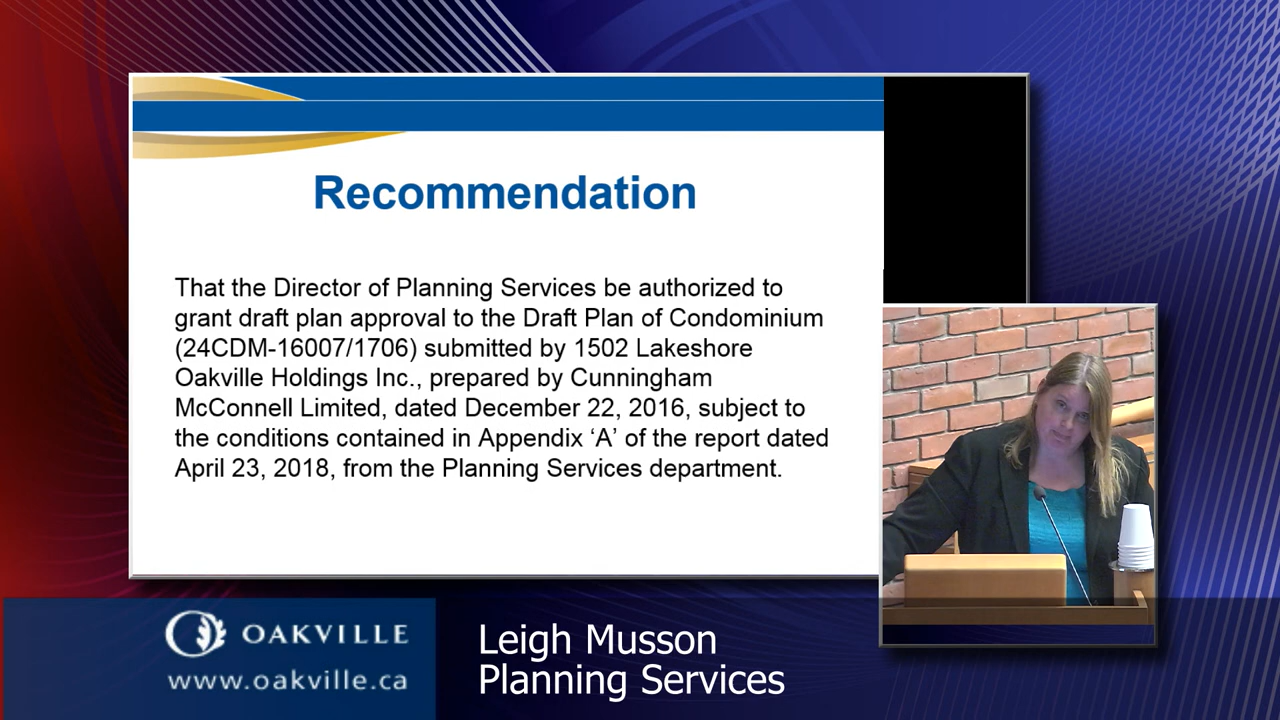 Recommendation
That the Director of Planning Services be authorized to
grant draft plan approval to the Draft Plan of Condominium
(24CDM-16007/1706) submitted by 1502 Lakeshore
Oakville Holdings Inc., prepared by Cunningham
McConnell Limited, dated December 22, 2016, subject to
the conditions contained in Appendix ‘A’ of the report dated
April 23, 2018, from the Planning Services department.
OAKVILLE
www.oakville.ca
Leigh Musson
Planning Services